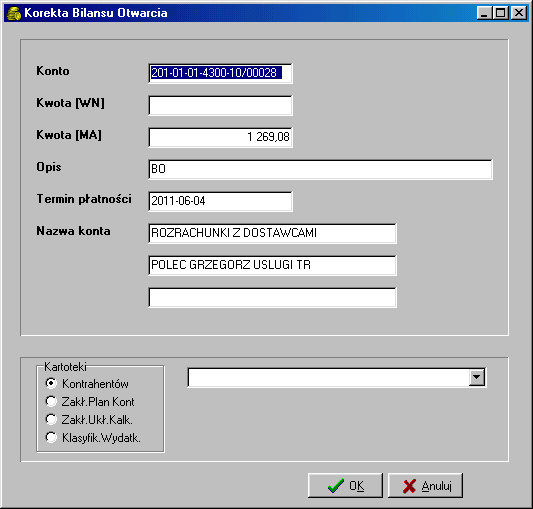 Korekta Bilansu Otwarcia
Konto 201-01-01-4300-10/00028
Kwota [WN]
Kwota [MA] 1 269,08
Opis BO
Termin płatności 2011-06-04
Nazwa konta ROZRACHUNKI Z DOSTAWCAMI
POLEC GRZEGORZ USLUGI TR
Kartoteki
Kontrahentów
Zakł.Plan Kont
Zakł.Ukł.Kalk.
Klasyfik.Wydatk.
OK Anuluj